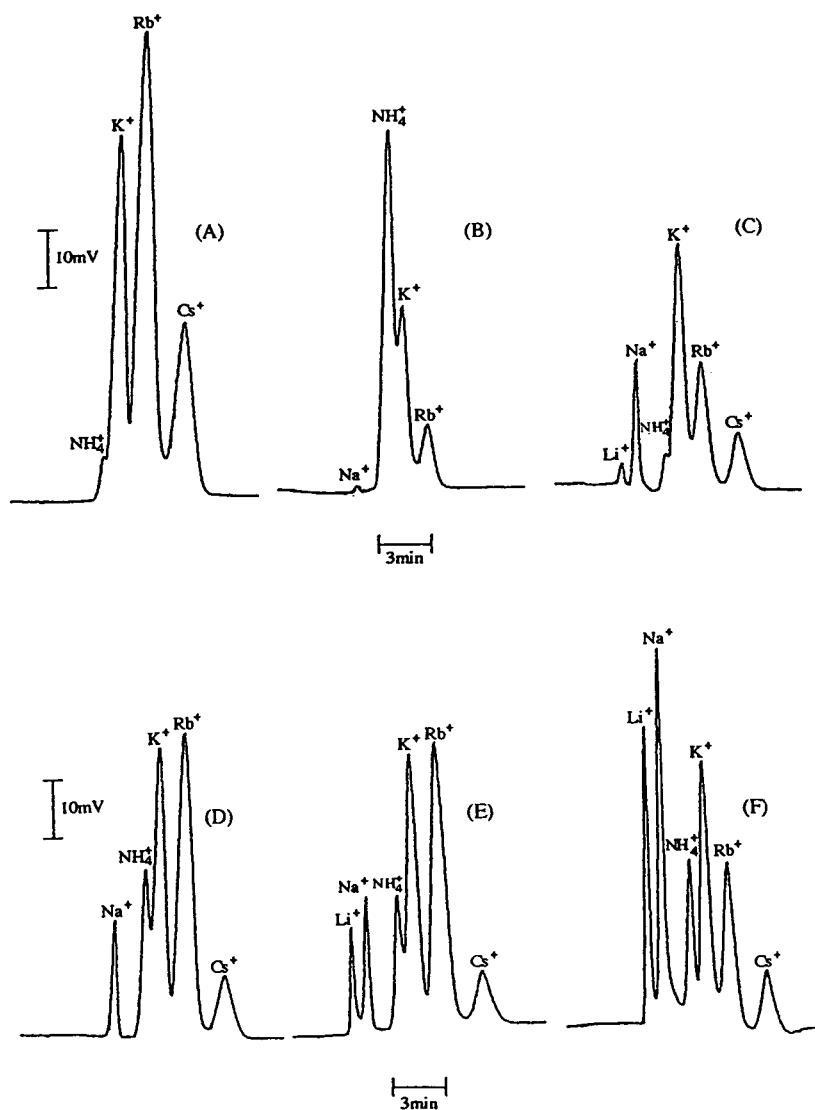 Rb⁺
K⁺
NH₄⁺
Cs⁺
(A)
10mV
NH₄⁺
K⁺
Rb⁺
Na⁺
(B)
K⁺
Na⁺
Rb⁺
NH₄⁺
Li⁺
Cs⁺
(C)
3min
K⁺
Rb⁺
NH₄⁺
Na⁺
Cs⁺
(D)
10mV
K⁺
Rb⁺
Na⁺
NH₄⁺
Li⁺
Cs⁺
(E)
Na⁺
Li⁺
K⁺
NH₄⁺
Rb⁺
Cs⁺
(F)
3min